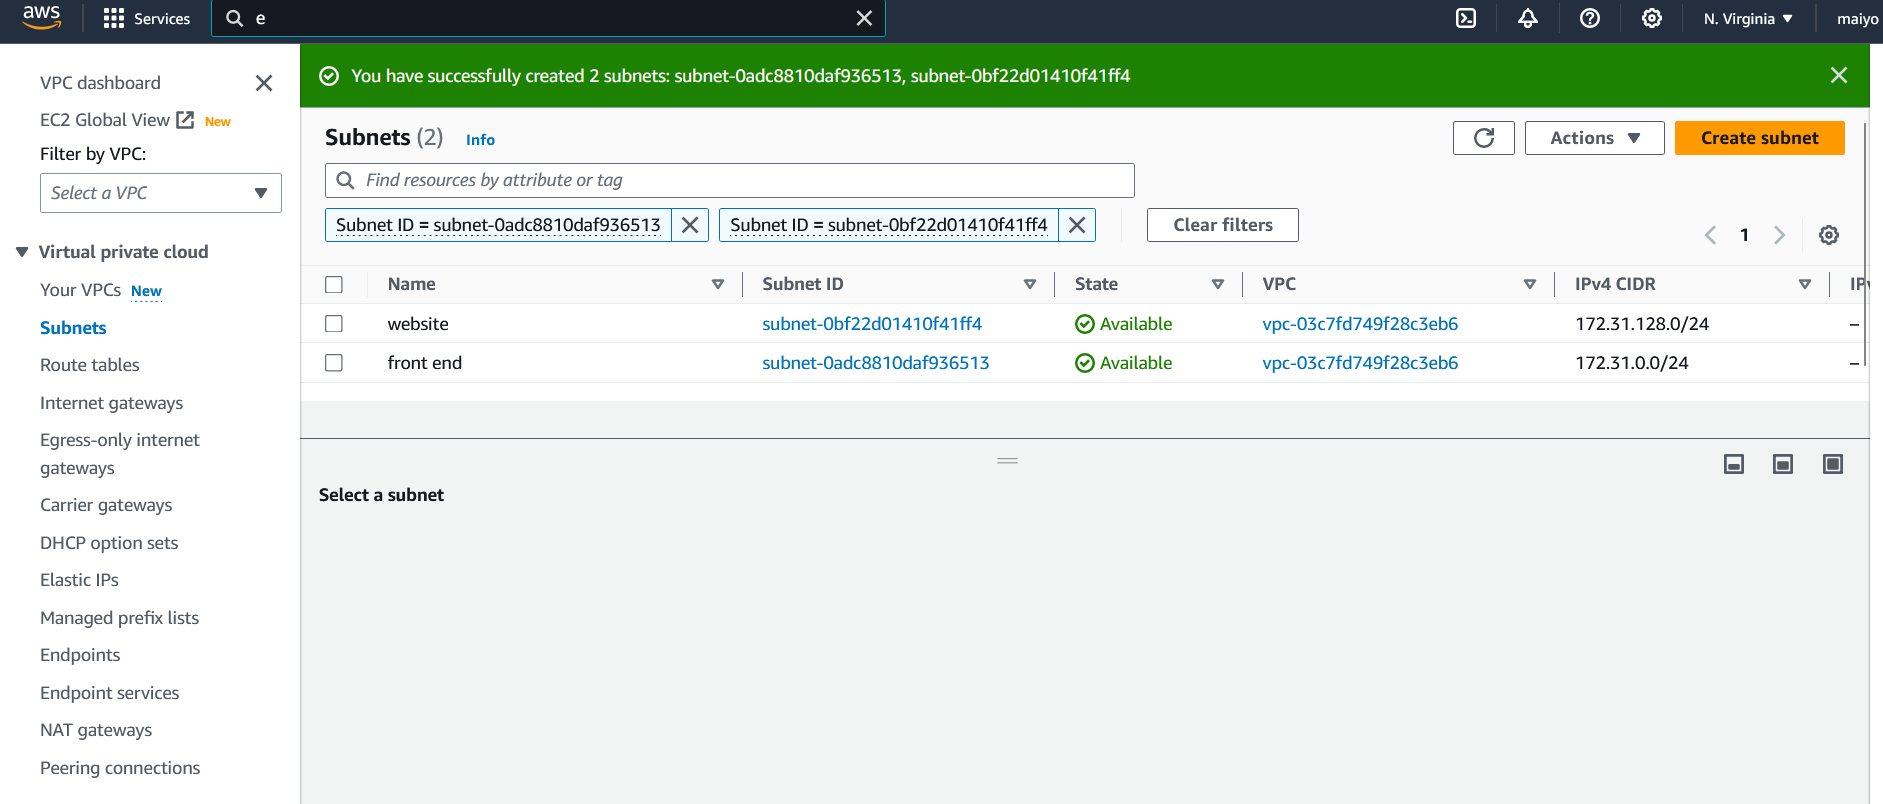 aws
Services
e
N. Virginia
maiyo
VPC dashboard
EC2 Global View New
Filter by VPC:
Select a VPC
Virtual private cloud
Your VPCs New
Subnets
Route tables
Internet gateways
Egress-only internet
gateways
Carrier gateways
DHCP option sets
Elastic IPs
Managed prefix lists
Endpoints
Endpoint services
NAT gateways
Peering connections
You have successfully created 2 subnets: subnet-0adc8810daf936513, subnet-0bf22d01410f41ff4
Subnets (2) Info
Actions
Create subnet
Find resources by attribute or tag
Subnet ID = subnet-0adc8810daf936513
Subnet ID = subnet-0bf22d01410f41ff4
Clear filters
1
Name Subnet ID State VPC IPv4 CIDR
website subnet-0bf22d01410f41ff4 Available vpc-03c7fd749f28c3eb6 172.31.128.0/24 –
front end subnet-0adc8810daf936513 Available vpc-03c7fd749f28c3eb6 172.31.0.0/24 –
Select a subnet